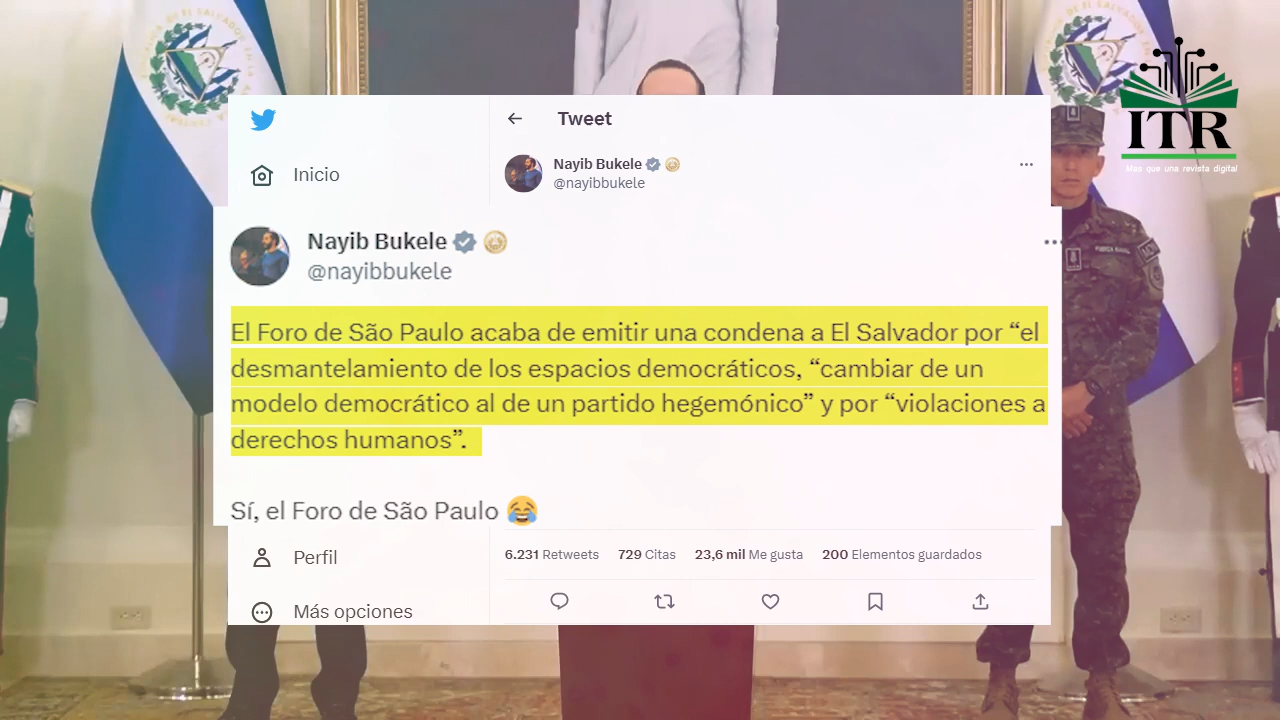 ITR
Más que una revista digital
Tweet
Inicio
Nayib Bukele
@nayibbukele
Nayib Bukele
@nayibbukele
El Foro de São Paulo acaba de emitir una condena a El Salvador por “el
desmantelamiento de los espacios democráticos, “cambiar de un
modelo democrático al de un partido hegemónico” y por “violaciones a
derechos humanos”.
Sí, el Foro de São Paulo 😂
Perfil
6.231 Retweets 729 Citas 23,6 mil Me gusta 200 Elementos guardados
Más opciones